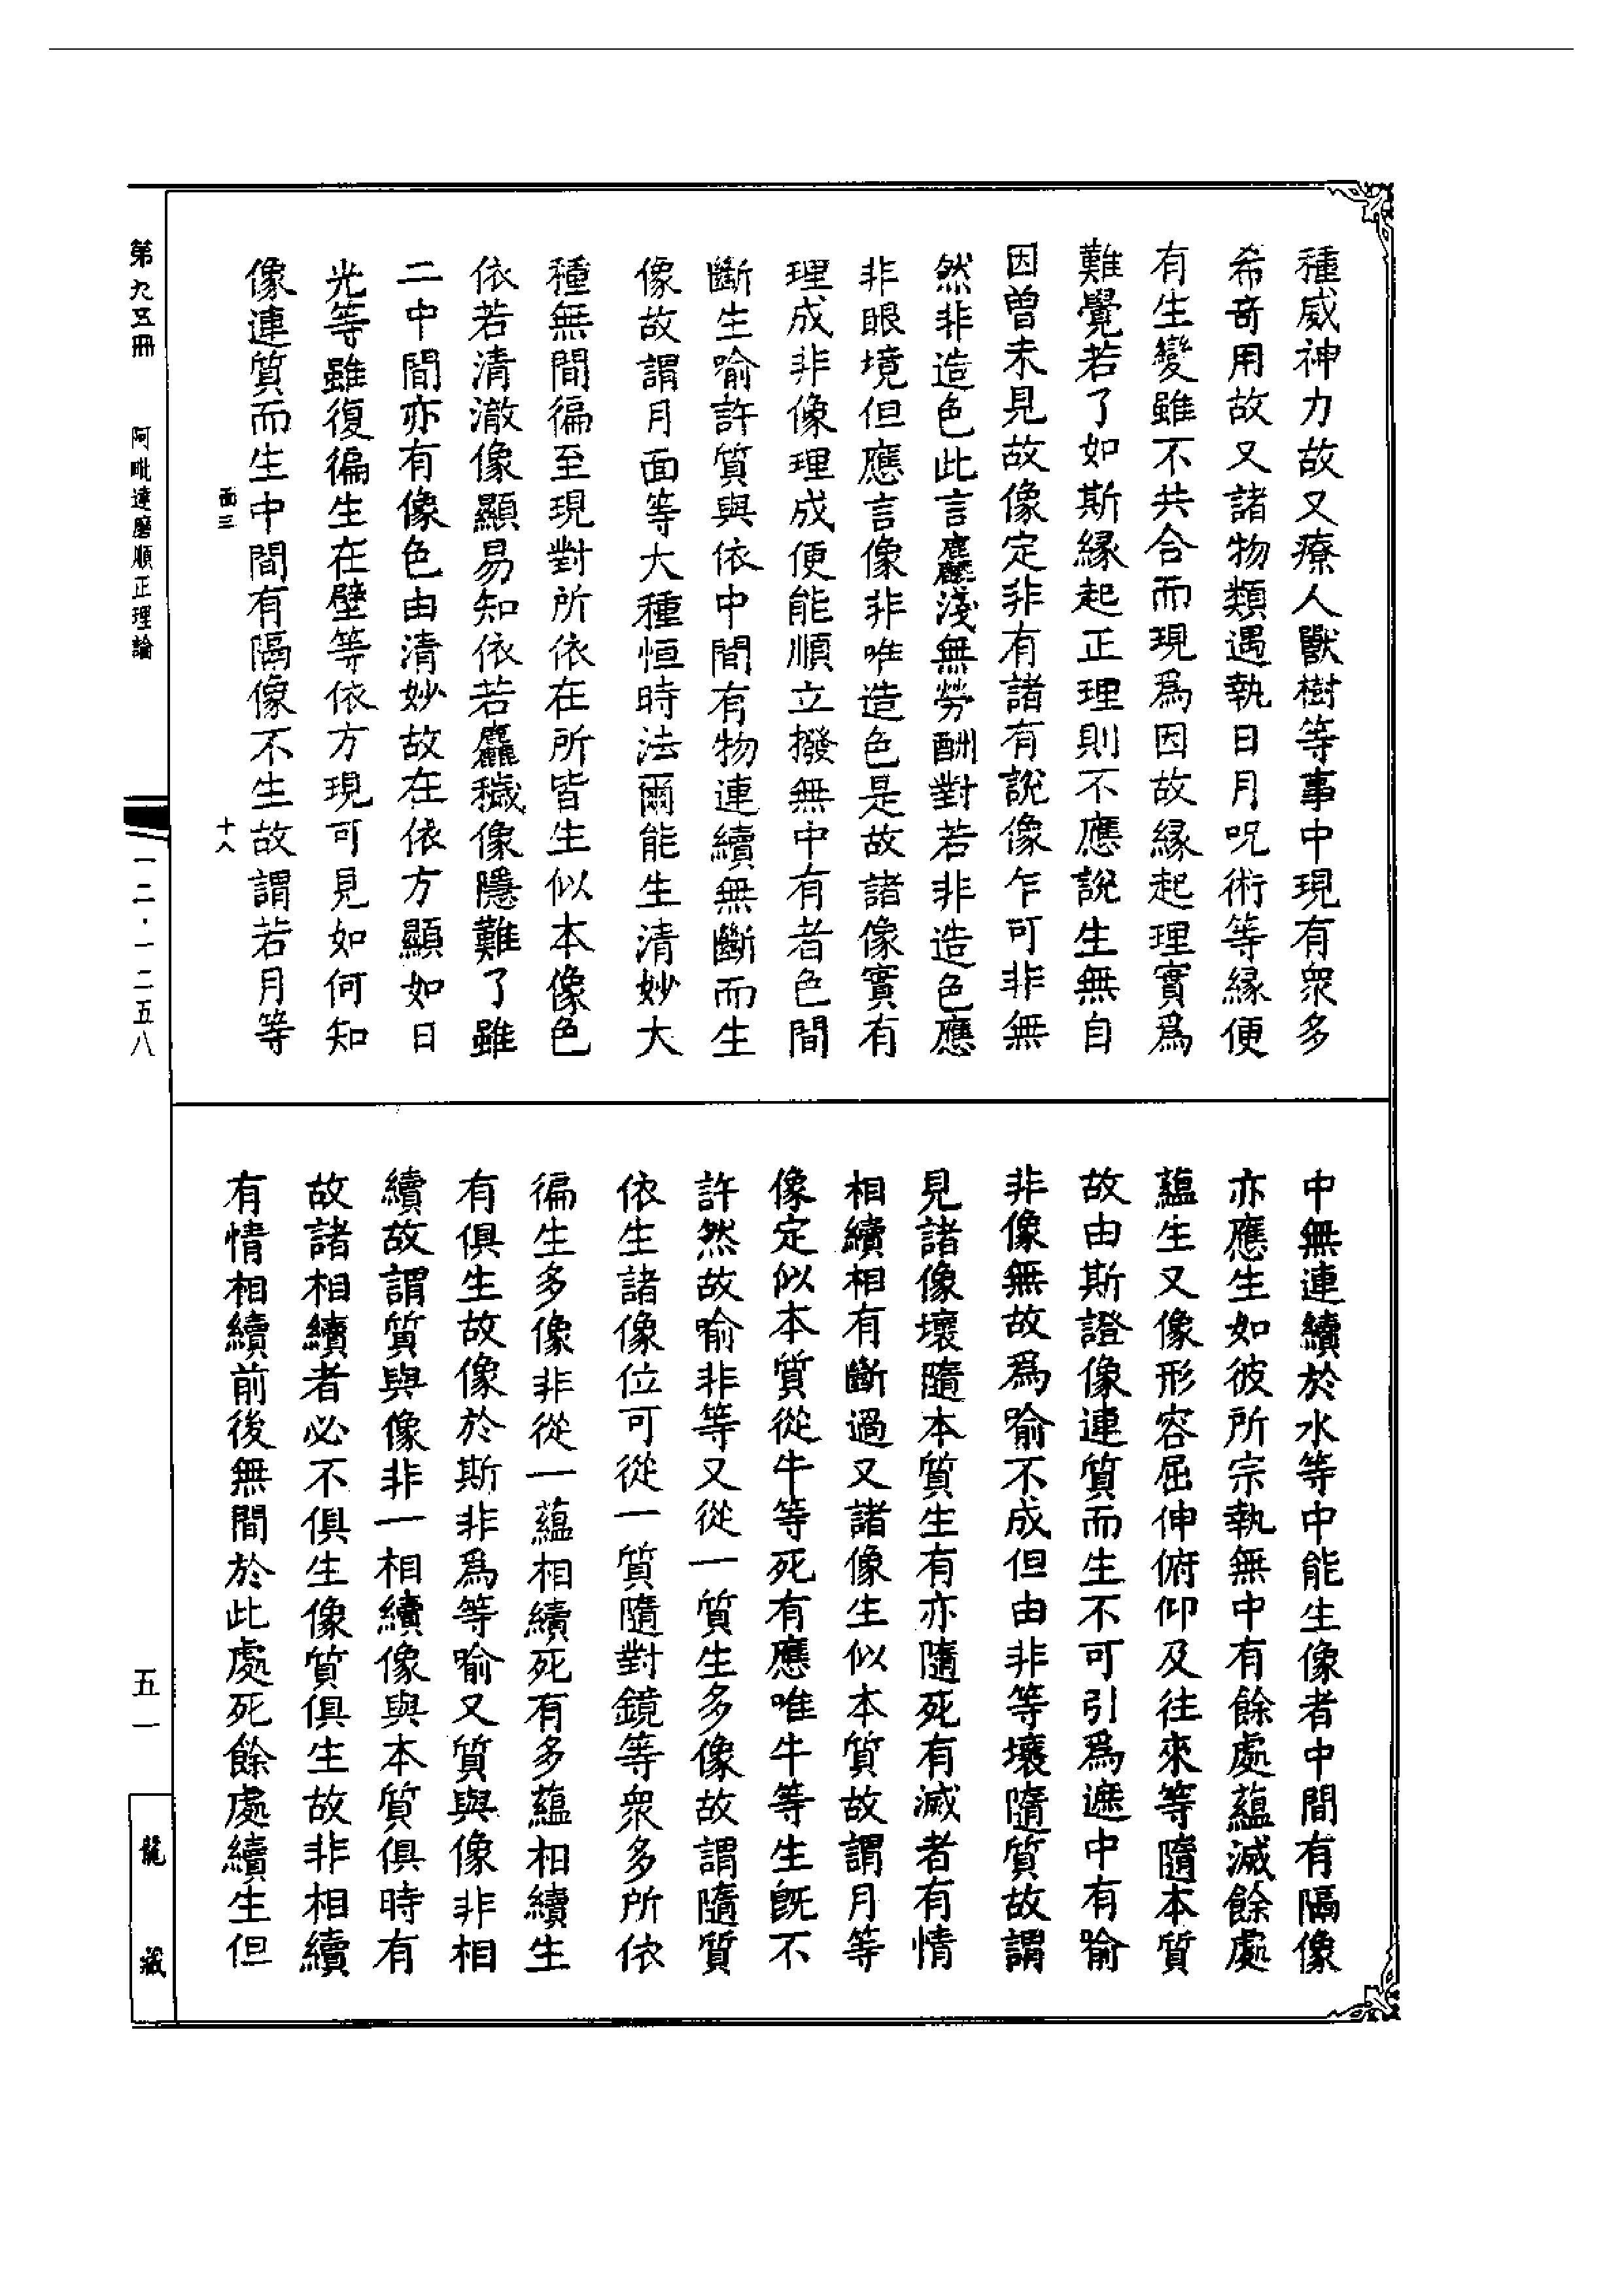 種威神力故又療人獸樹等事中現有衆多
希奇用故又諸物類遇執日月呪術等緣便
有生變雖不共合而現爲因故緣起理實爲
難覺若了如斯緣起正理則不應說生無自
因曾未見故像定非有諸有說像乍可非無
然非造色此言麤淺無勞酬對若非造色應
非眼境但應言像非唯造色是故諸像實有
理成非像理成便能順立撥無中有者色間
斷生喻許質與依中間有物連續無斷而生
像故謂月面等大種恒時法爾能生清妙大
種無間徧至現對所依在所皆生似本像色
依若清澈像顯易知依若麤穢像隱難了雖
二中間亦有像色由清妙故在依方顯如日
光等雖復徧生在壁等依方現可見如何知
像連質而生中間有隔像不生故謂若月等
面三
十八
中無連續於水等中能生像者中間有隔像
亦應生如彼所宗執無中有餘處蘊滅餘處
蘊生又像形容屈伸俯仰及往來等隨本質
故由斯證像連質而生不可引爲遮中有喻
非像無故爲喻不成但由非等壞隨質故謂
見諸像壞隨本質生有亦隨死有滅者有情
相續相有斷過又諸像生似本質故謂月等
像定似本質從牛等死有應唯牛等生旣不
許然故喻非等又從一質生多像故謂隨質
依生諸像位可從一質隨對鏡等衆多所依
徧生多像非從一蘊相續死有多蘊相續生
有俱生故像於斯非爲等喻又質與像非相
續故謂質與像非一相續像與本質俱時有
故諸相續者必不俱生像質俱生故非相續
有情相續前後無間於此處死餘處續生但
第九五冊
阿毗達磨順正理論
一二·一二五八
五一
龍藏